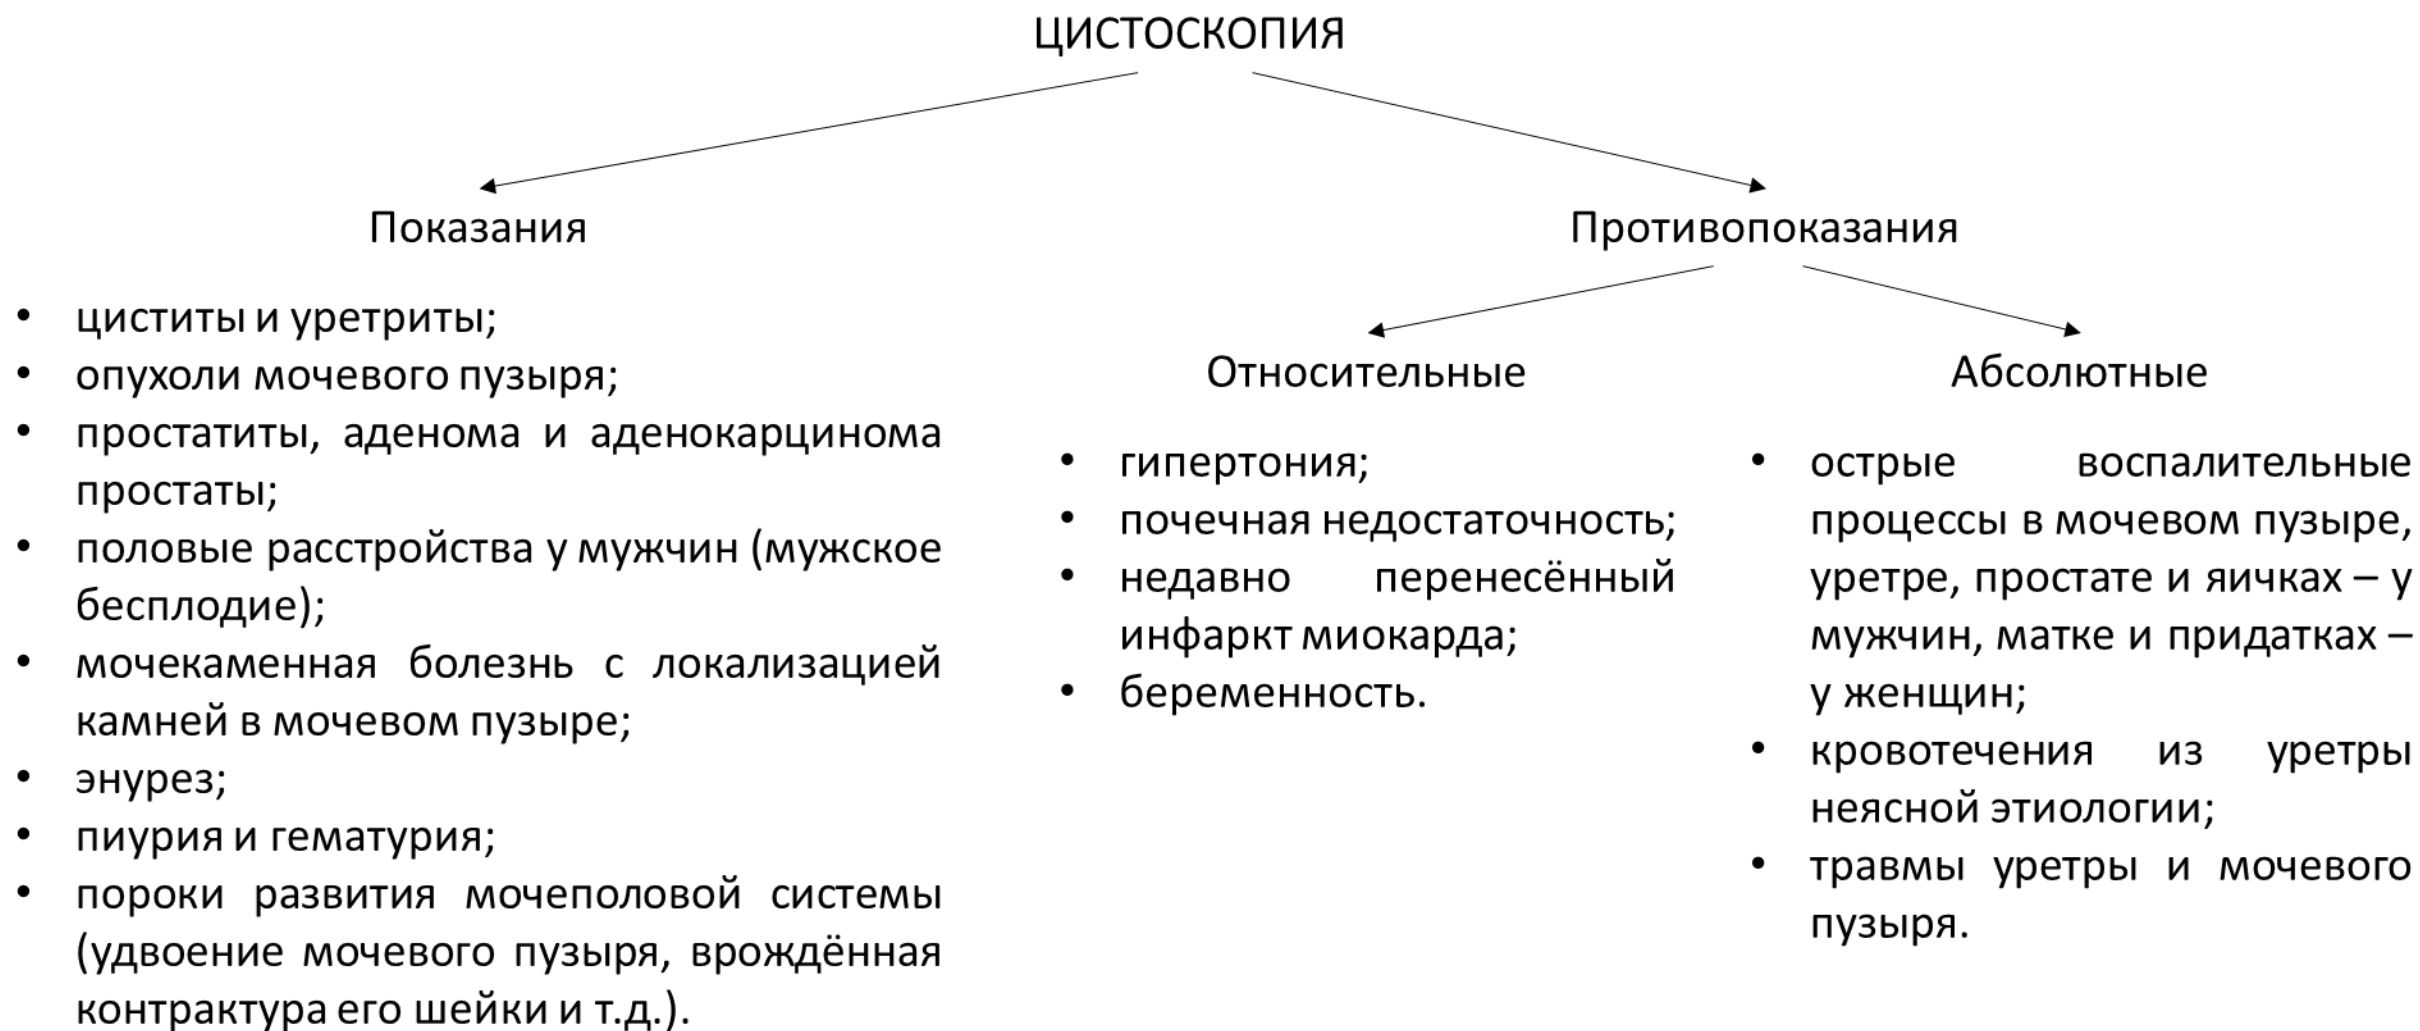 ЦИСТОСКОПИЯ
Показания
• циститы и уретриты;
• опухоли мочевого пузыря;
• простатиты, аденома и аденокарцинома
простаты;
• половые расстройства у мужчин (мужское
бесплодие);
• мочекаменная болезнь с локализацией
камней в мочевом пузыре;
• энурез;
• пиурия и гематурия;
• пороки развития мочеполовой системы
(удвоение мочевого пузыря, врождённая
контрактура его шейки и т.д.).
Противопоказания
Относительные
• гипертония;
• почечная недостаточность;
• недавно перенесённый
инфаркт миокарда;
• беременность.
Абсолютные
• острые воспалительные
процессы в мочевом пузыре,
уретре, простате и яичках – у
мужчин, матке и придатках –
у женщин;
• кровотечения из уретры
неясной этиологии;
• травмы уретры и мочевого
пузыря.